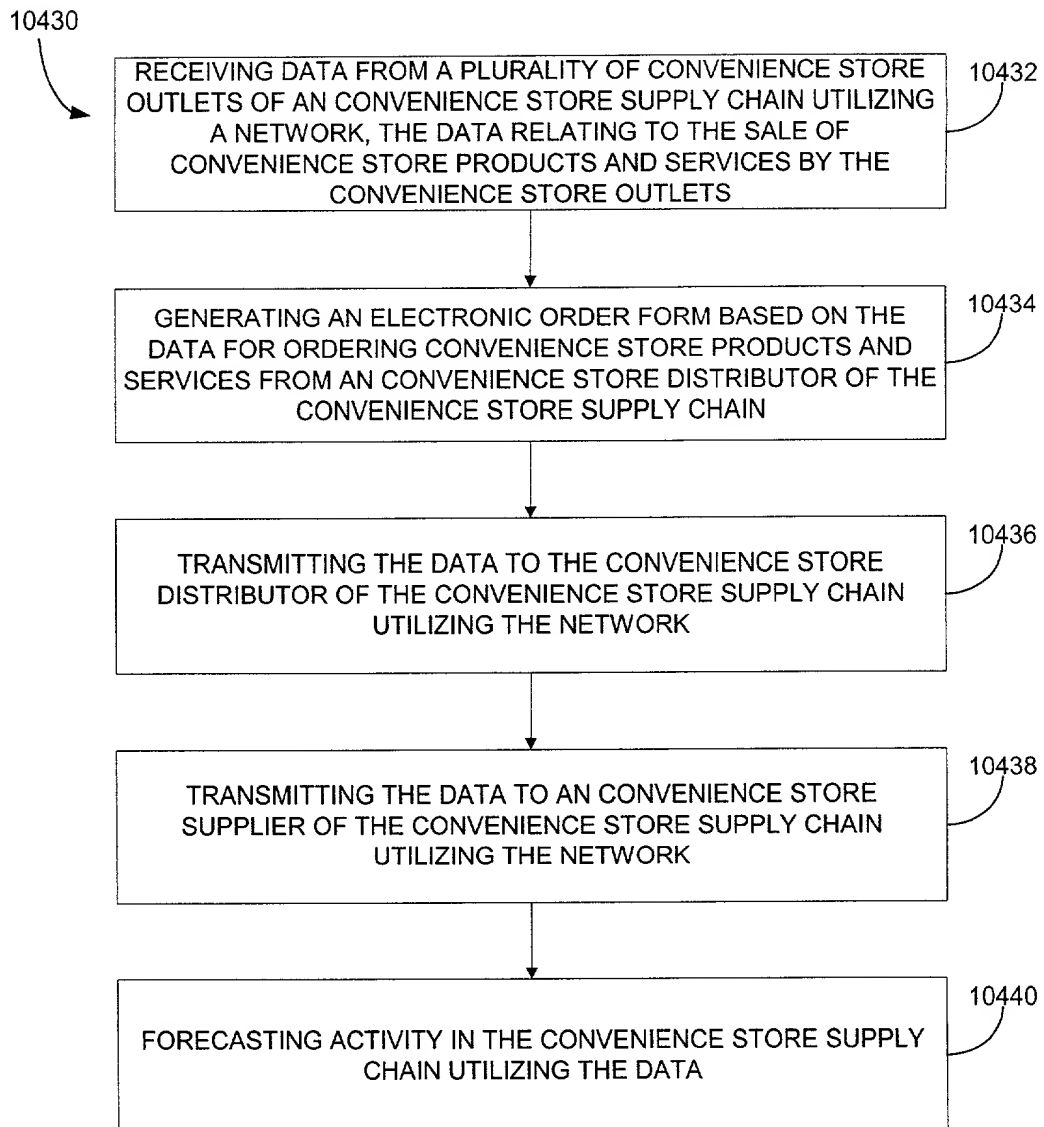 10430
RECEIVING DATA FROM A PLURALITY OF CONVENIENCE STORE
OUTLETS OF AN CONVENIENCE STORE SUPPLY CHAIN UTILIZING
A NETWORK, THE DATA RELATING TO THE SALE OF
CONVENIENCE STORE PRODUCTS AND SERVICES BY THE
CONVENIENCE STORE OUTLETS
10432
GENERATING AN ELECTRONIC ORDER FORM BASED ON THE
DATA FOR ORDERING CONVENIENCE STORE PRODUCTS AND
SERVICES FROM AN CONVENIENCE STORE DISTRIBUTOR OF THE
CONVENIENCE STORE SUPPLY CHAIN
10434
TRANSMITTING THE DATA TO THE CONVENIENCE STORE
DISTRIBUTOR OF THE CONVENIENCE STORE SUPPLY CHAIN
UTILIZING THE NETWORK
10436
TRANSMITTING THE DATA TO AN CONVENIENCE STORE
SUPPLIER OF THE CONVENIENCE STORE SUPPLY CHAIN
UTILIZING THE NETWORK
10438
FORECASTING ACTIVITY IN THE CONVENIENCE STORE SUPPLY
CHAIN UTILIZING THE DATA
10440